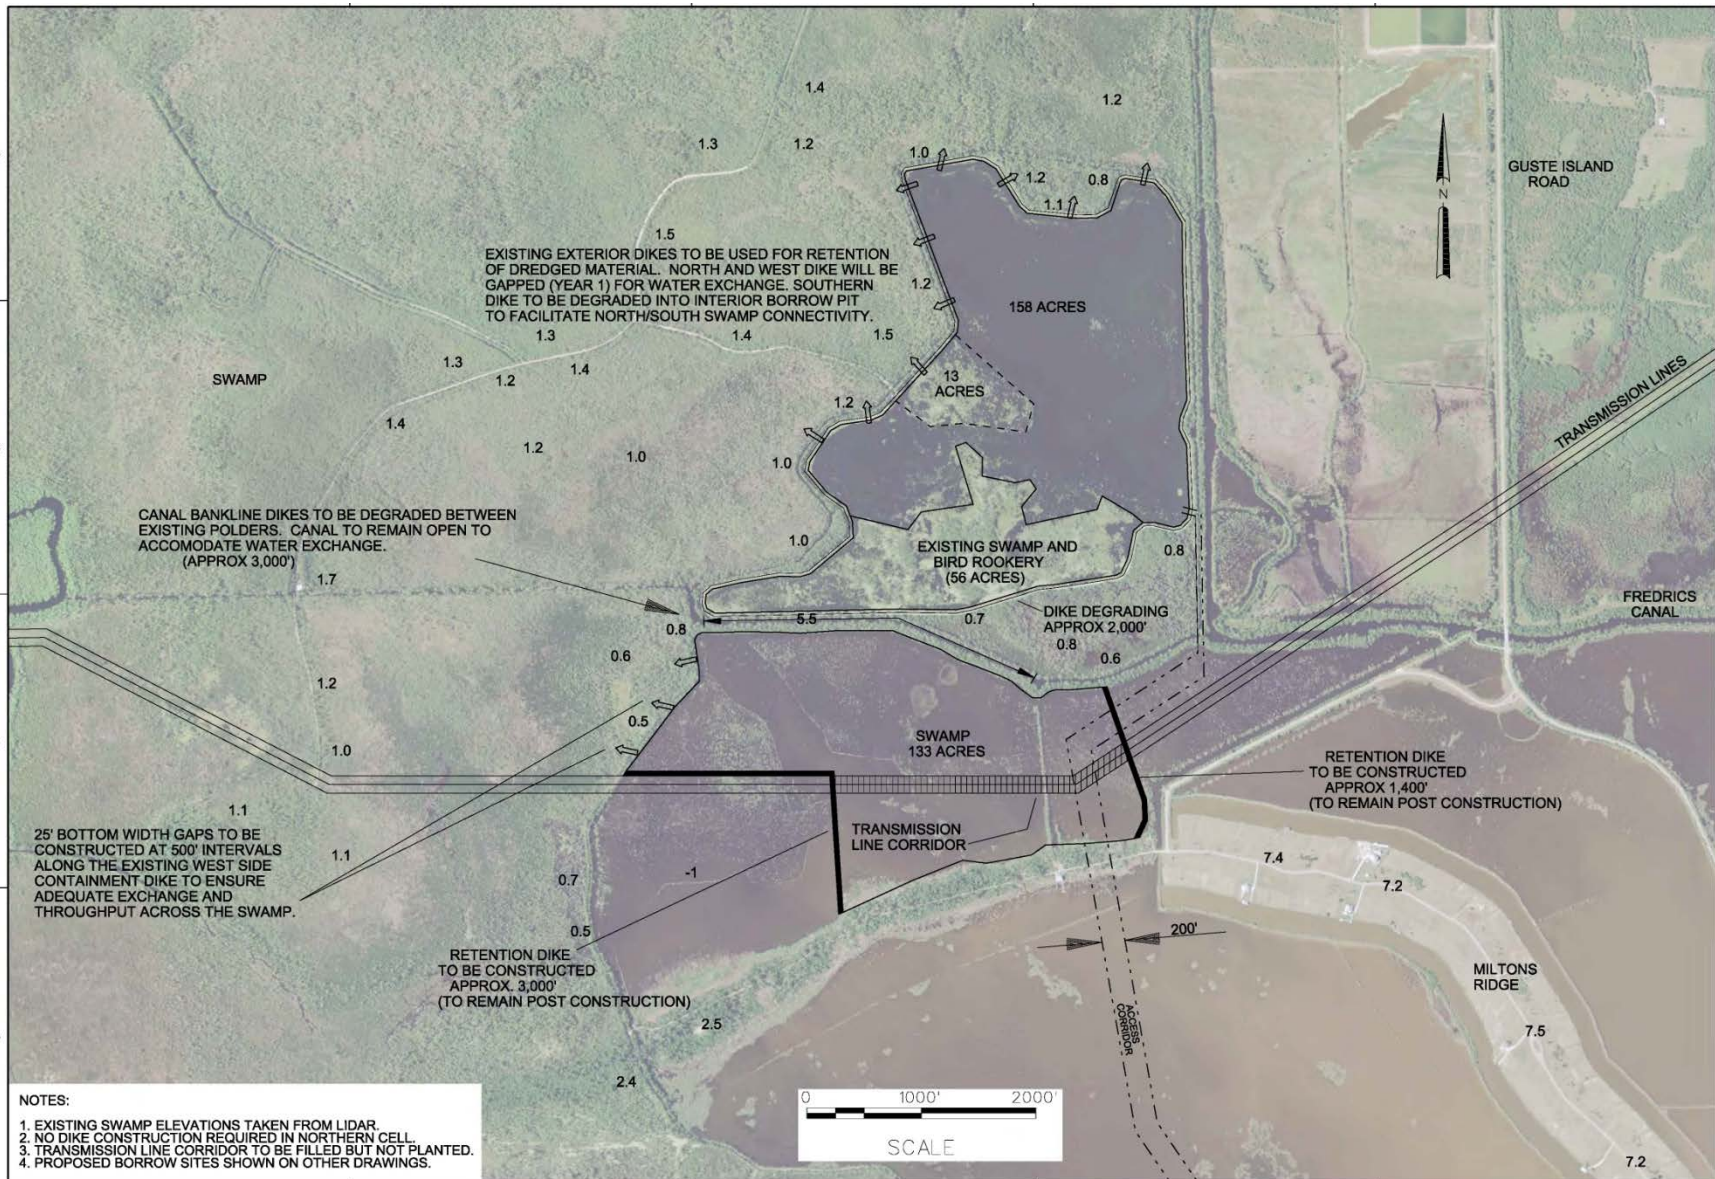 1.4
1.2
1.3
1.2
1.0
1.2
0.8
1.1
GUSTE ISLAND
ROAD
N
1.5
EXISTING EXTERIOR DIKES TO BE USED FOR RETENTION
OF DREDGED MATERIAL. NORTH AND WEST DIKE WILL BE
GAPPED (YEAR 1) FOR WATER EXCHANGE. SOUTHERN
DIKE TO BE DEGRADED INTO INTERIOR BORROW PIT
TO FACILITATE NORTH/SOUTH SWAMP CONNECTIVITY.
1.2
158 ACRES
1.3
1.4
1.5
1.3
1.2
1.4
SWAMP
13
ACRES
TRANSMISSION LINES
1.4
1.2
1.2
1.0
1.0
CANAL BANKLINE DIKES TO BE DEGRADED BETWEEN
EXISTING POLDERS. CANAL TO REMAIN OPEN TO
ACCOMODATE WATER EXCHANGE.
(APPROX 3,000')
1.0
EXISTING SWAMP AND
BIRD ROOKERY
(56 ACRES)
0.8
1.7
FREDRICS
CANAL
DIKE DEGRADING
APPROX 2,000'
5.5
0.7
0.8
0.8
0.6
0.6
1.2
0.5
1.0
SWAMP
133 ACRES
RETENTION DIKE
TO BE CONSTRUCTED
APPROX 1,400'
(TO REMAIN POST CONSTRUCTION)
1.1
25' BOTTOM WIDTH GAPS TO BE
CONSTRUCTED AT 500' INTERVALS
ALONG THE EXISTING WEST SIDE
CONTAINMENT DIKE TO ENSURE
ADEQUATE EXCHANGE AND
THROUGHPUT ACROSS THE SWAMP.
1.1
TRANSMISSION
LINE CORRIDOR
7.4
7.2
0.7
-1
0.5
200'
RETENTION DIKE
TO BE CONSTRUCTED
APPROX. 3,000'
(TO REMAIN POST CONSTRUCTION)
MILTONS
RIDGE
ACCESS
CORRIDOR
2.5
7.5
2.4
7.2
0 1000' 2000'
SCALE
NOTES:
1. EXISTING SWAMP ELEVATIONS TAKEN FROM LIDAR.
2. NO DIKE CONSTRUCTION REQUIRED IN NORTHERN CELL.
3. TRANSMISSION LINE CORRIDOR TO BE FILLED BUT NOT PLANTED.
4. PROPOSED BORROW SITES SHOWN ON OTHER DRAWINGS.